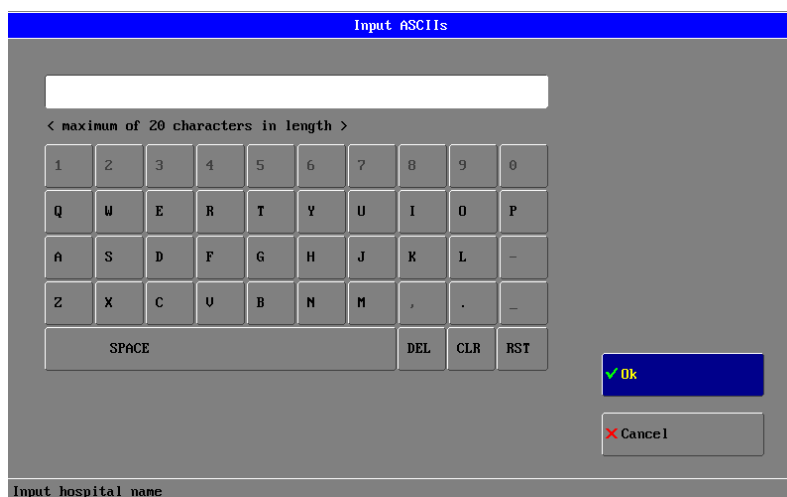 Input ASCIIs
< maximum of 20 characters in length >
1 2 3 4 5 6 7 8 9 0
Q W E R T Y U I O P
A S D F G H J K L -
Z X C V B N M , . _
SPACE DEL CLR RST
Ok
Cancel
Input hospital name